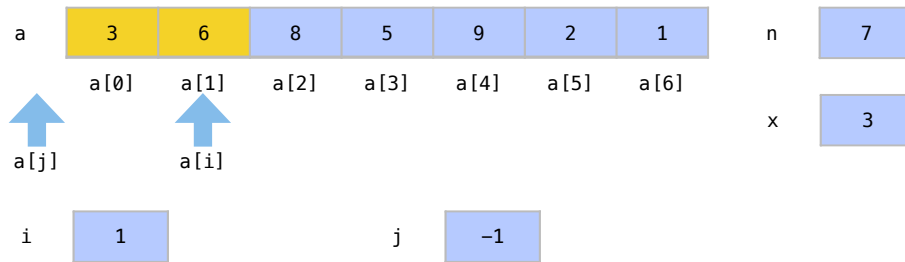 a 3 6 8 5 9 2 1 n 7
a[0] a[1] a[2] a[3] a[4] a[5] a[6]
x 3
a[j] a[i]
i 1 j −1